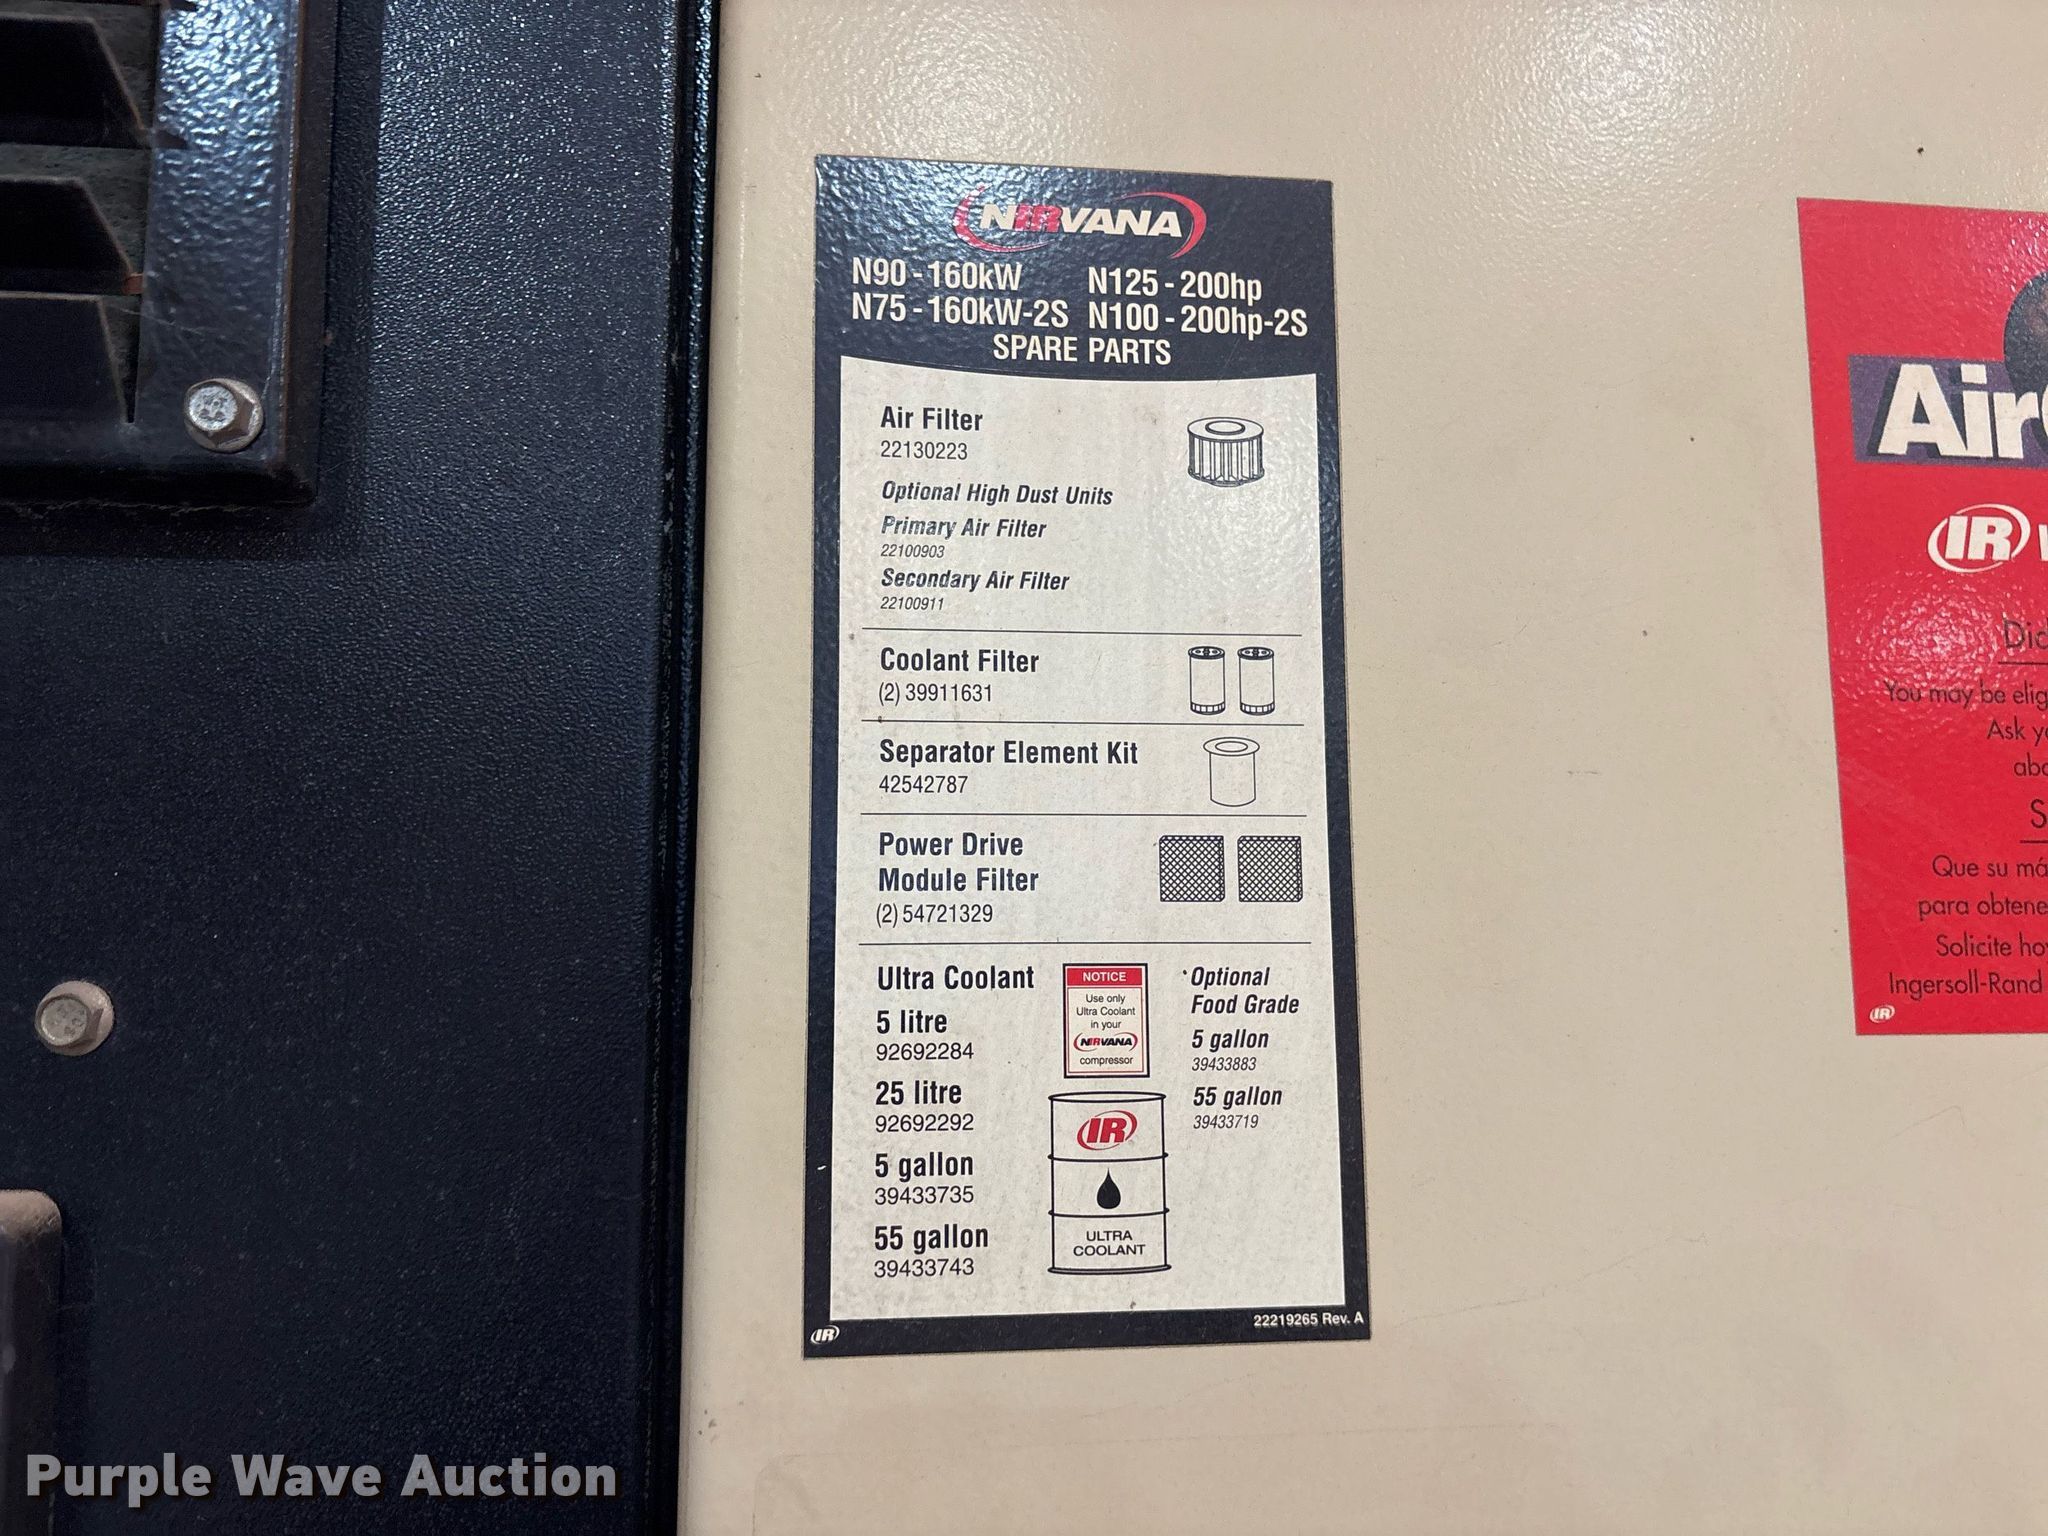 NIRVANA
N90 - 160kW N125 - 200hp
N75 - 160kW-2S N100 - 200hp-2S
SPARE PARTS
Air Filter
22130223
Optional High Dust Units
Primary Air Filter
22100903
Secondary Air Filter
22100911
Coolant Filter
(2) 39911631
Separator Element Kit
42542787
Power Drive
Module Filter
(2) 54721329
Ultra Coolant
5 litre
92692284
25 litre
92692292
5 gallon
39433735
55 gallon
39433743
NOTICE
Use only
Ultra Coolant
in your
NIRVANA
compressor
IR
ULTRA
COOLANT
Optional
Food Grade
5 gallon
39433883
55 gallon
39433719
IR
22219265 Rev. A
Air
IR
You may be
Ask
Que su
para
Solicite
Ingersoll-Rand
IR
Purple Wave Auction